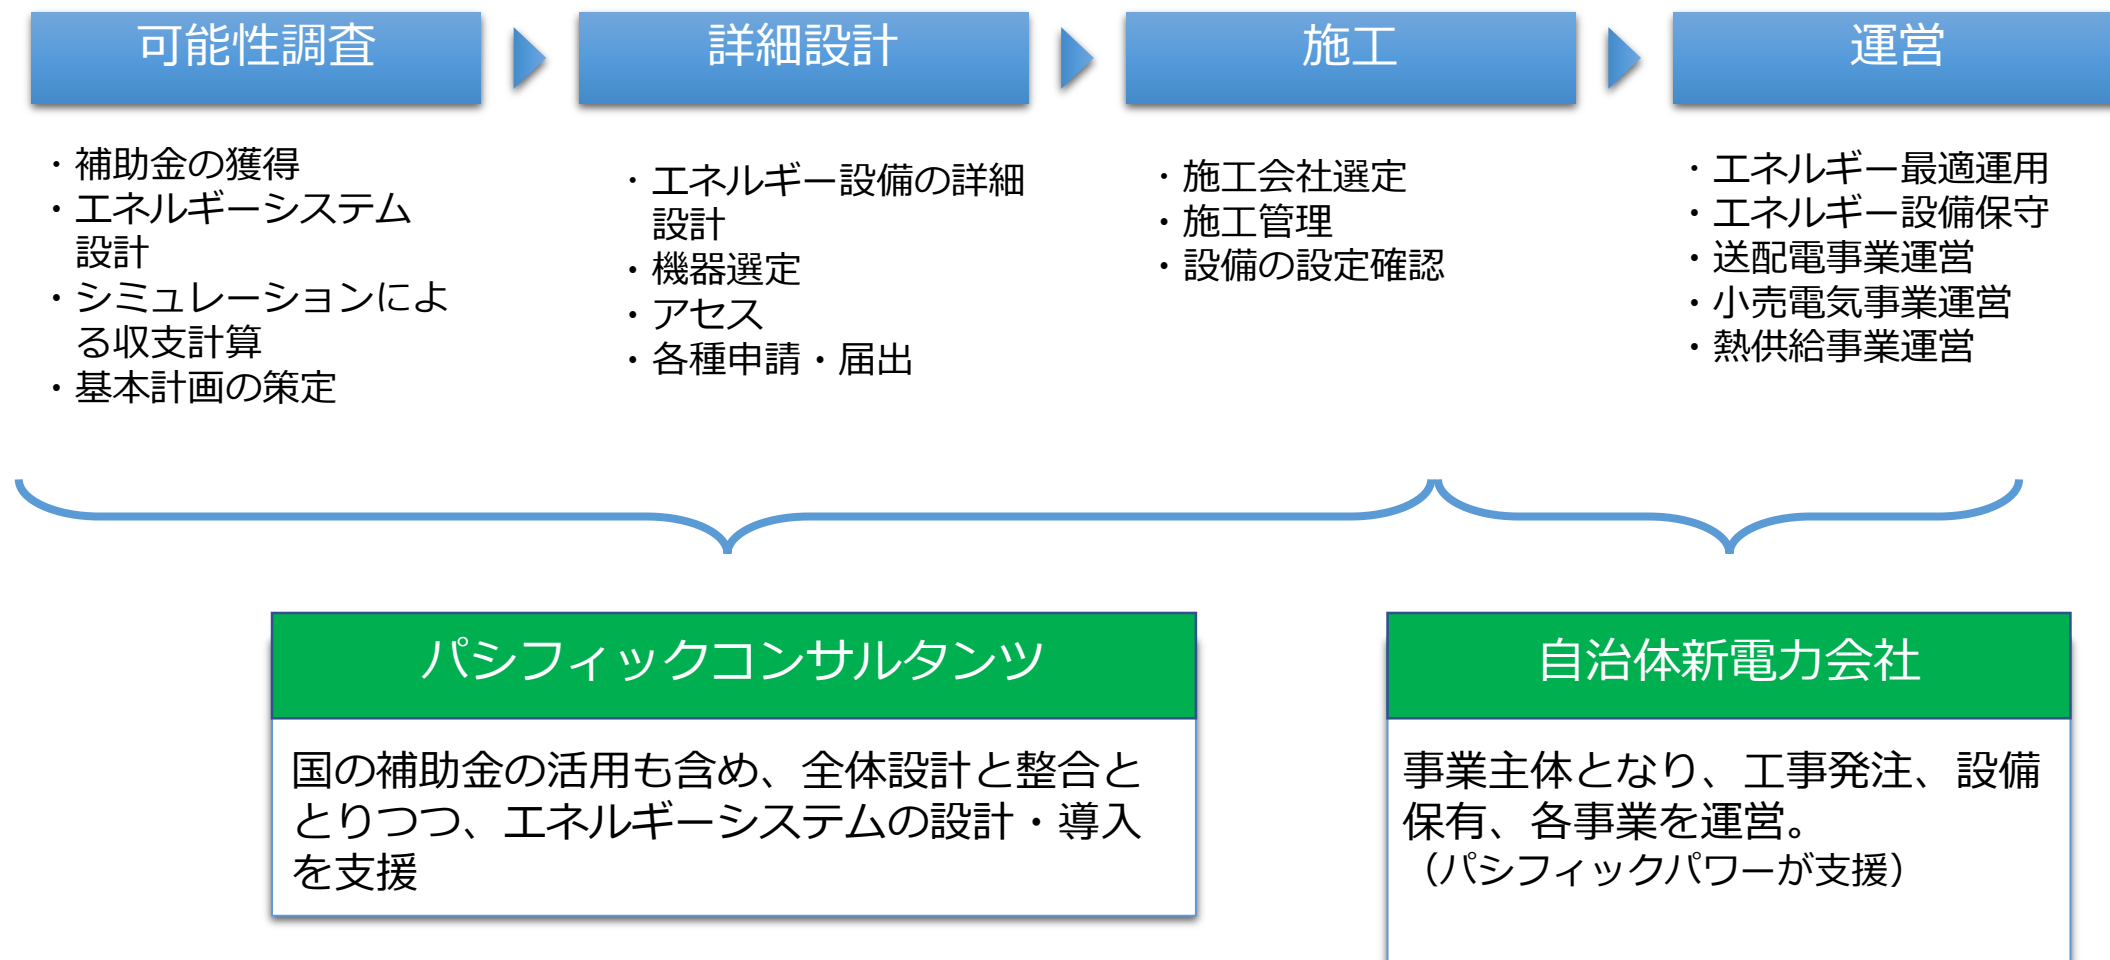 可能性調査
・補助金の獲得
・エネルギーシステム
設計
・シミュレーションによ
る収支計算
・基本計画の策定
詳細設計
・エネルギー設備の詳細
設計
・機器選定
・アセス
・各種申請・届出
施工
・施工会社選定
・施工管理
・設備の設定確認
運営
・エネルギー最適運用
・エネルギー設備保守
・送配電事業運営
・小売電気事業運営
・熱供給事業運営
パシフィックコンサルタンツ
国の補助金の活用も含め、全体設計と整合と
とりつつ、エネルギーシステムの設計・導入
を支援
自治体新電力会社
事業主体となり、工事発注、設備
保有、各事業を運営。
（パシフィックパワーが支援）